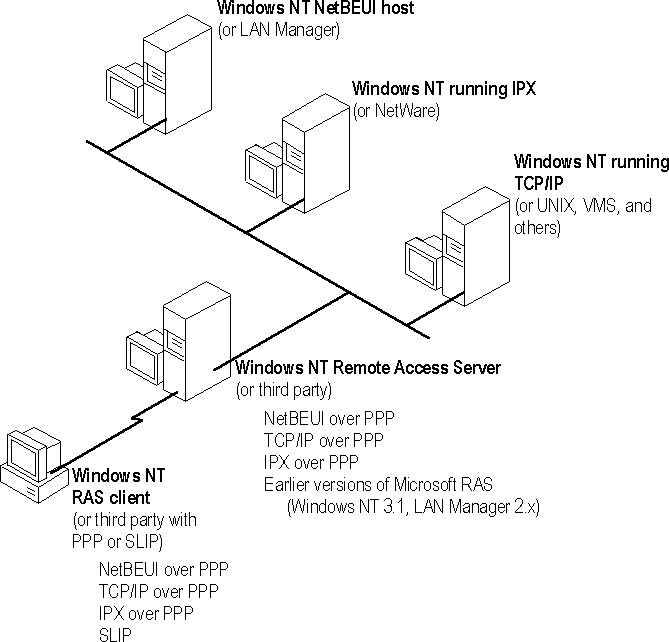 Windows NT NetBEUI host
(or LAN Manager)
Windows NT running IPX
(or NetWare)
Windows NT running
TCP/IP
(or UNIX, VMS, and
others)
Windows NT Remote Access Server
(or third party)
NetBEUI over PPP
TCP/IP over PPP
IPX over PPP
Earlier versions of Microsoft RAS
(Windows NT 3.1, LAN Manager 2.x)
Windows NT
RAS client
(or third party with
PPP or SLIP)
NetBEUI over PPP
TCP/IP over PPP
IPX over PPP
SLIP